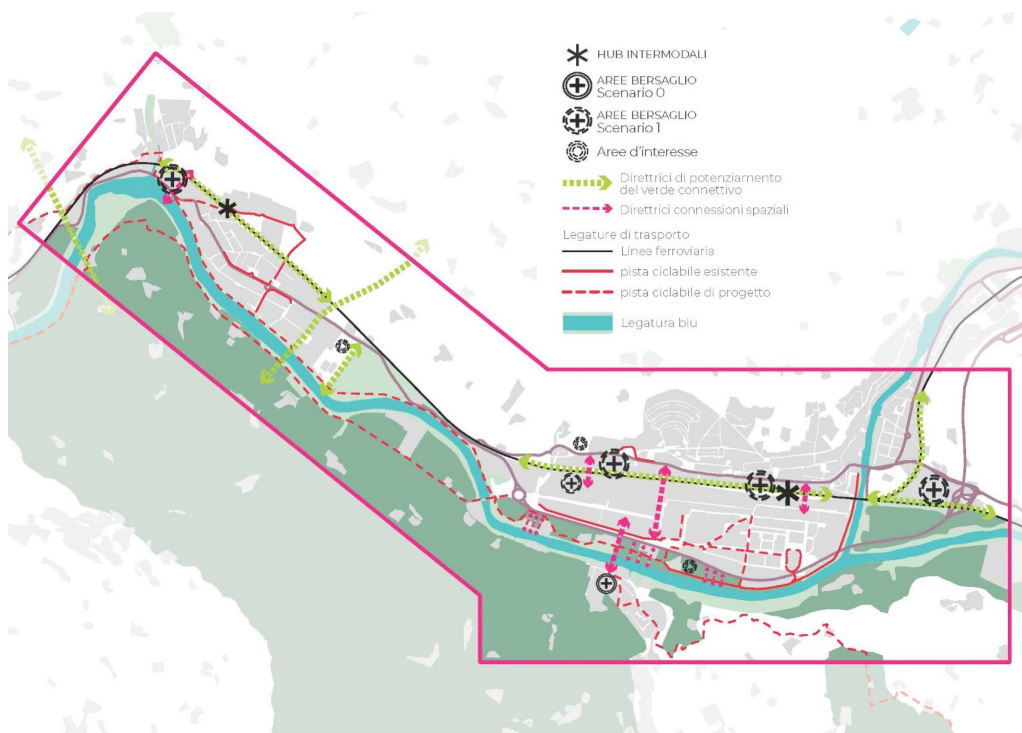 HUB INTERMODALI
AREE BERSAGLIO
Scenario 0
AREE BERSAGLIO
Scenario 1
Aree d'interesse
Direttrici di potenziamento
del verde connettivo
Direttrici connessioni spaziali
Legature di trasporto
Linea ferroviaria
pista ciclabile esistente
pista ciclabile di progetto
Legatura blu